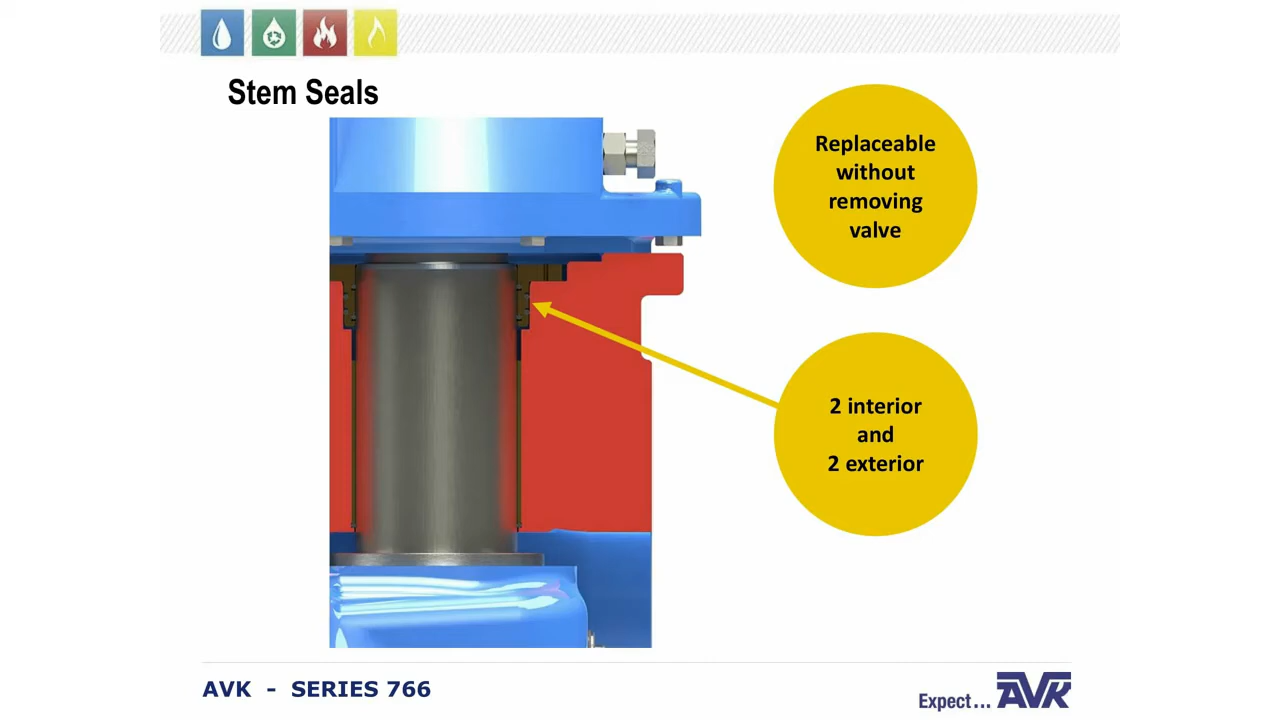 Stem Seals
Replaceable
without
removing
valve
2 interior
and
2 exterior
AVK - SERIES 766
Expect... AVK